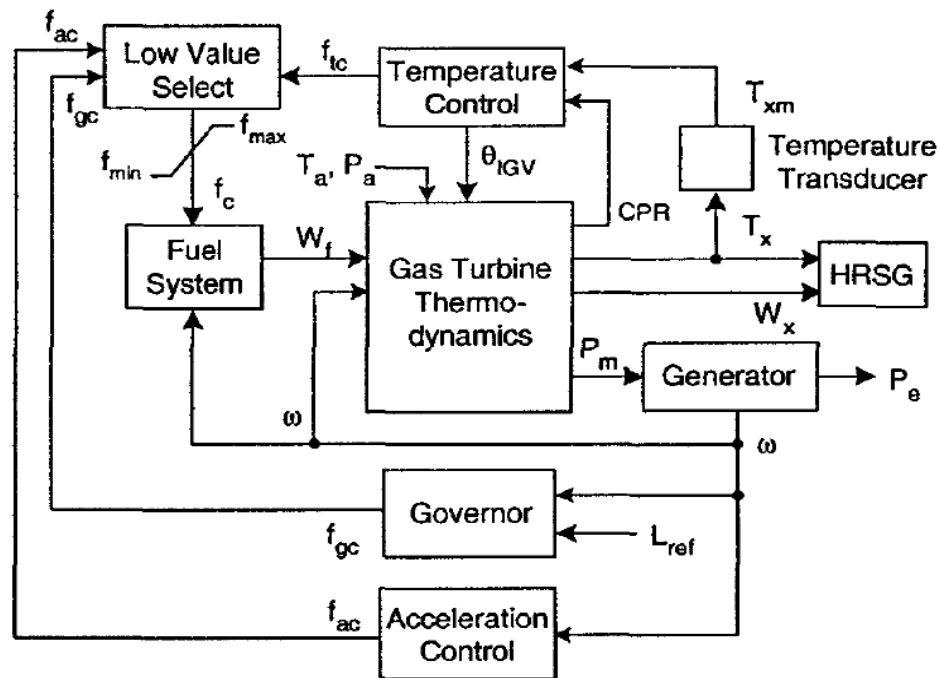 f_ac
Low Value
Select
f_tc
Temperature
Control
T_xm
f_gc
f_max
f_min
f_c
T_a, P_a
θ_IGV
CPR
Temperature
Transducer
Fuel
System
W_f
Gas Turbine
Thermo-
dynamics
T_x
HRSG
W_x
P_m
Generator
P_e
ω
ω
Governor
f_gc
L_ref
f_ac
Acceleration
Control